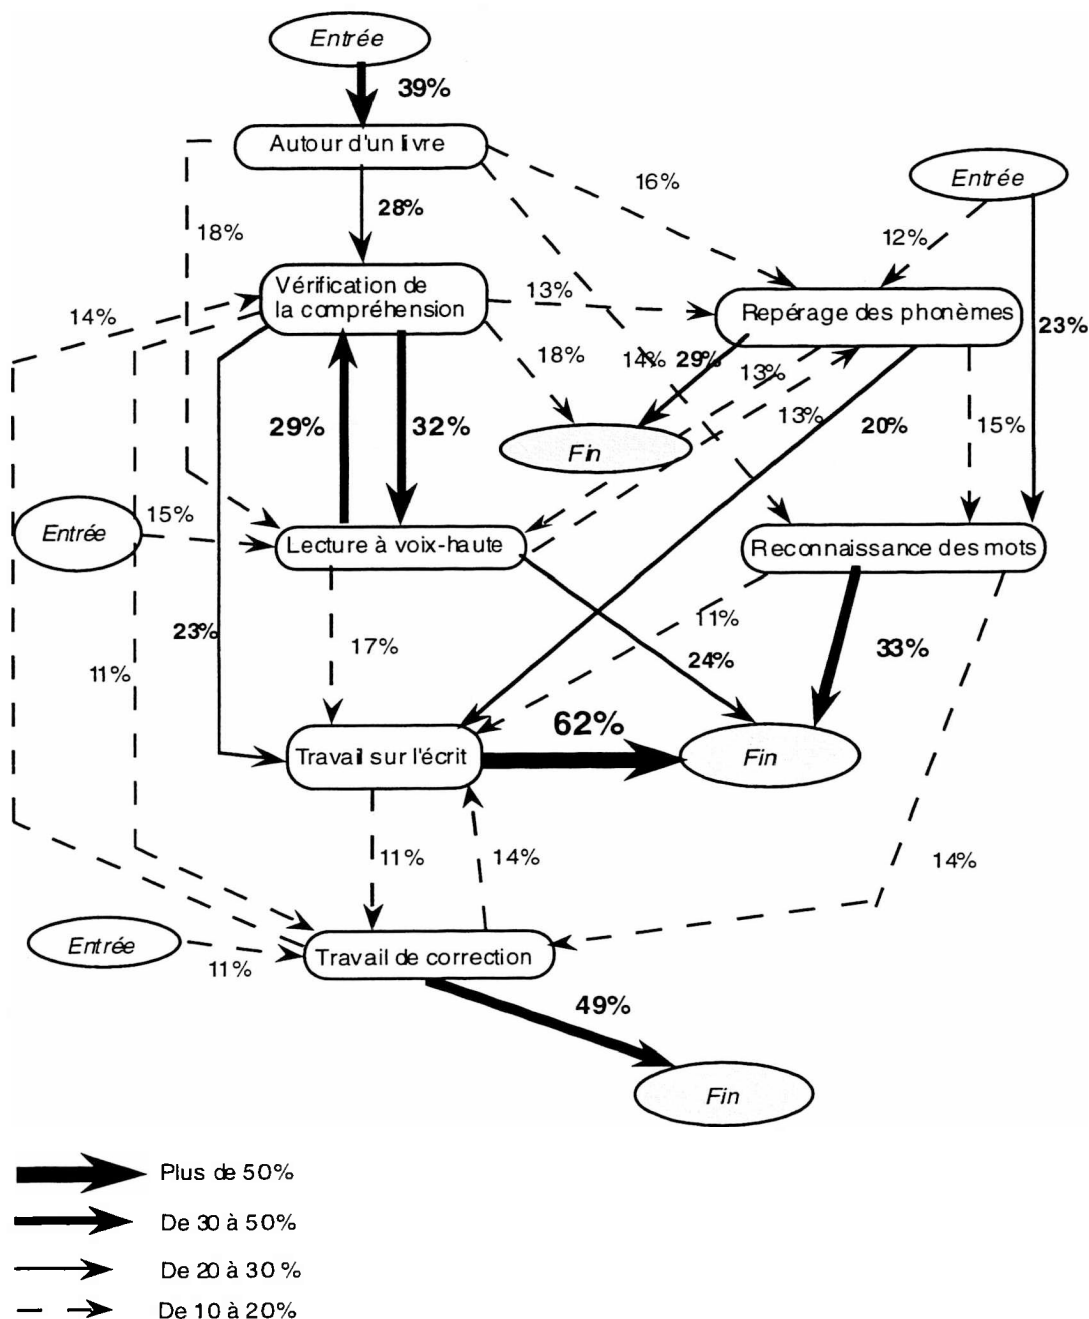 Entrée
39%
Autour d'un livre
16%
Entrée
28%
18%
12%
Vérification de
la compréhension
13%
Repérage des phonèmes
14%
23%
18%
14%
29%
13%
29%
32%
13%
20%
15%
Fin
Entrée
15%
Lecture à voix-haute
Reconnaissance des mots
23%
17%
11%
11%
24%
33%
62%
Travail sur l'écrit
Fin
11%
14%
14%
Entrée
11%
Travail de correction
49%
Fin
Plus de 50%
De 30 à 50%
De 20 à 30 %
De 10 à 20%